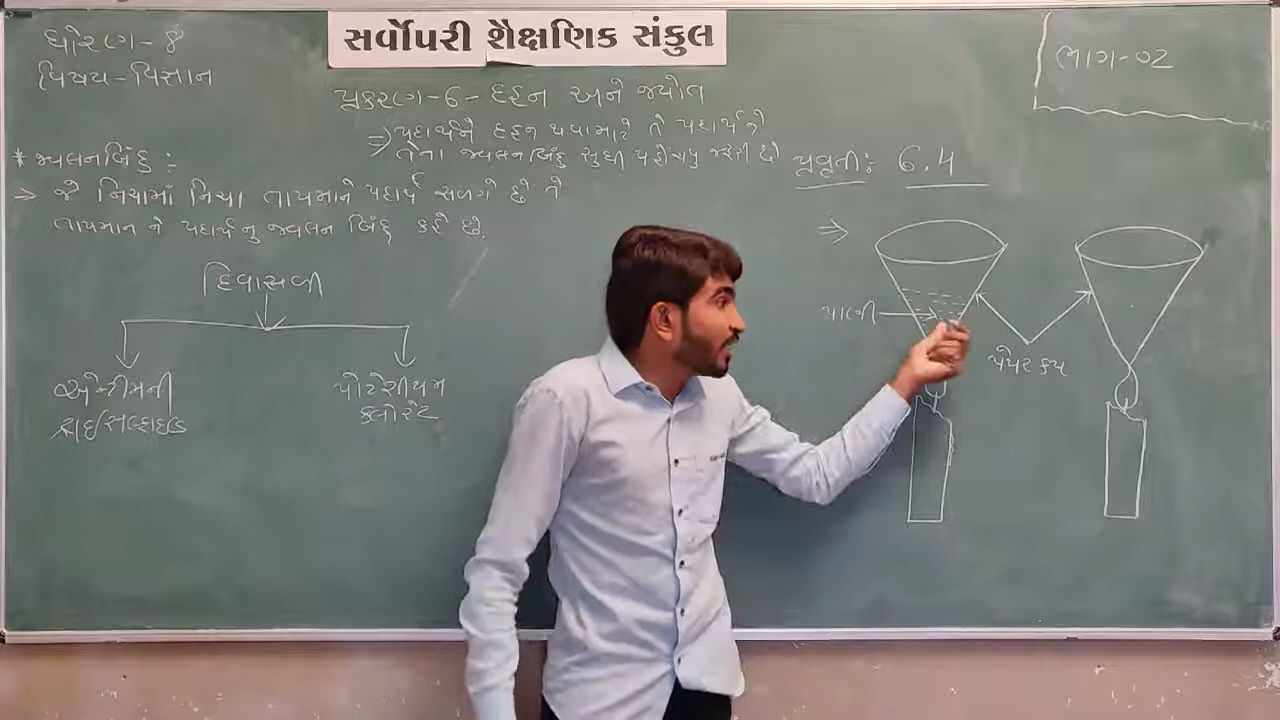 સર્વોપરી શૈક્ષણિક સંકુલ
ધોરણ-8
વિષય-વિજ્ઞાન
ભાગ-02
પ્રકરણ-6-દહન અને જ્યોત
⇒ પદાર્થને દહન થવા માટે તે પદાર્થને
તેના જ્વલનબિંદુ સુધી પહોંચવુ જરૂરી છે
* જ્વલનબિંદુ :
⇒ જે નિચામાં નિચા તાપમાને પદાર્થ સળગે છે તે
તાપમાન ને પદાર્થનુ જ્વલન બિંદુ કહે છે.
દિવાસળી
એન્ટીમની
ટ્રાઇસલ્ફાઇડ
પોટેશીયમ
ક્લોરેટ
પ્રવૃતી: 6.4
⇒
પાણી
પેપર કપ